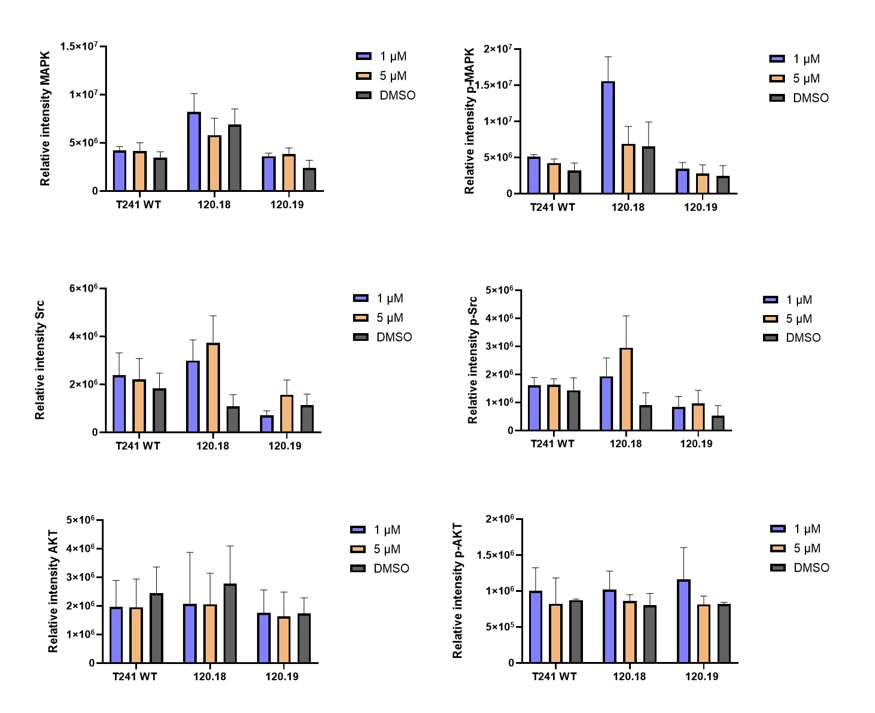 Relative intensity MAPK
1.5×10⁷
1×10⁷
5×10⁶
0
T241 WT 120.18 120.19
1 μM
5 μM
DMSO
Relative intensity p-MAPK
2×10⁷
1.5×10⁷
1×10⁷
5×10⁶
0
T241 WT 120.18 120.19
1 μM
5 μM
DMSO
Relative intensity Src
6×10⁶
4×10⁶
2×10⁶
0
T241 WT 120.18 120.19
1 μM
5 μM
DMSO
Relative intensity p-Src
5×10⁶
4×10⁶
3×10⁶
2×10⁶
1×10⁶
0
T241 WT 120.18 120.19
1 μM
5 μM
DMSO
Relative intensity AKT
5×10⁶
4×10⁶
3×10⁶
2×10⁶
1×10⁶
0
T241 WT 120.18 120.19
1 μM
5 μM
DMSO
Relative intensity p-AKT
2×10⁶
1.5×10⁶
1×10⁶
5×10⁵
0
T241 WT 120.18 120.19
1 μM
5 μM
DMSO